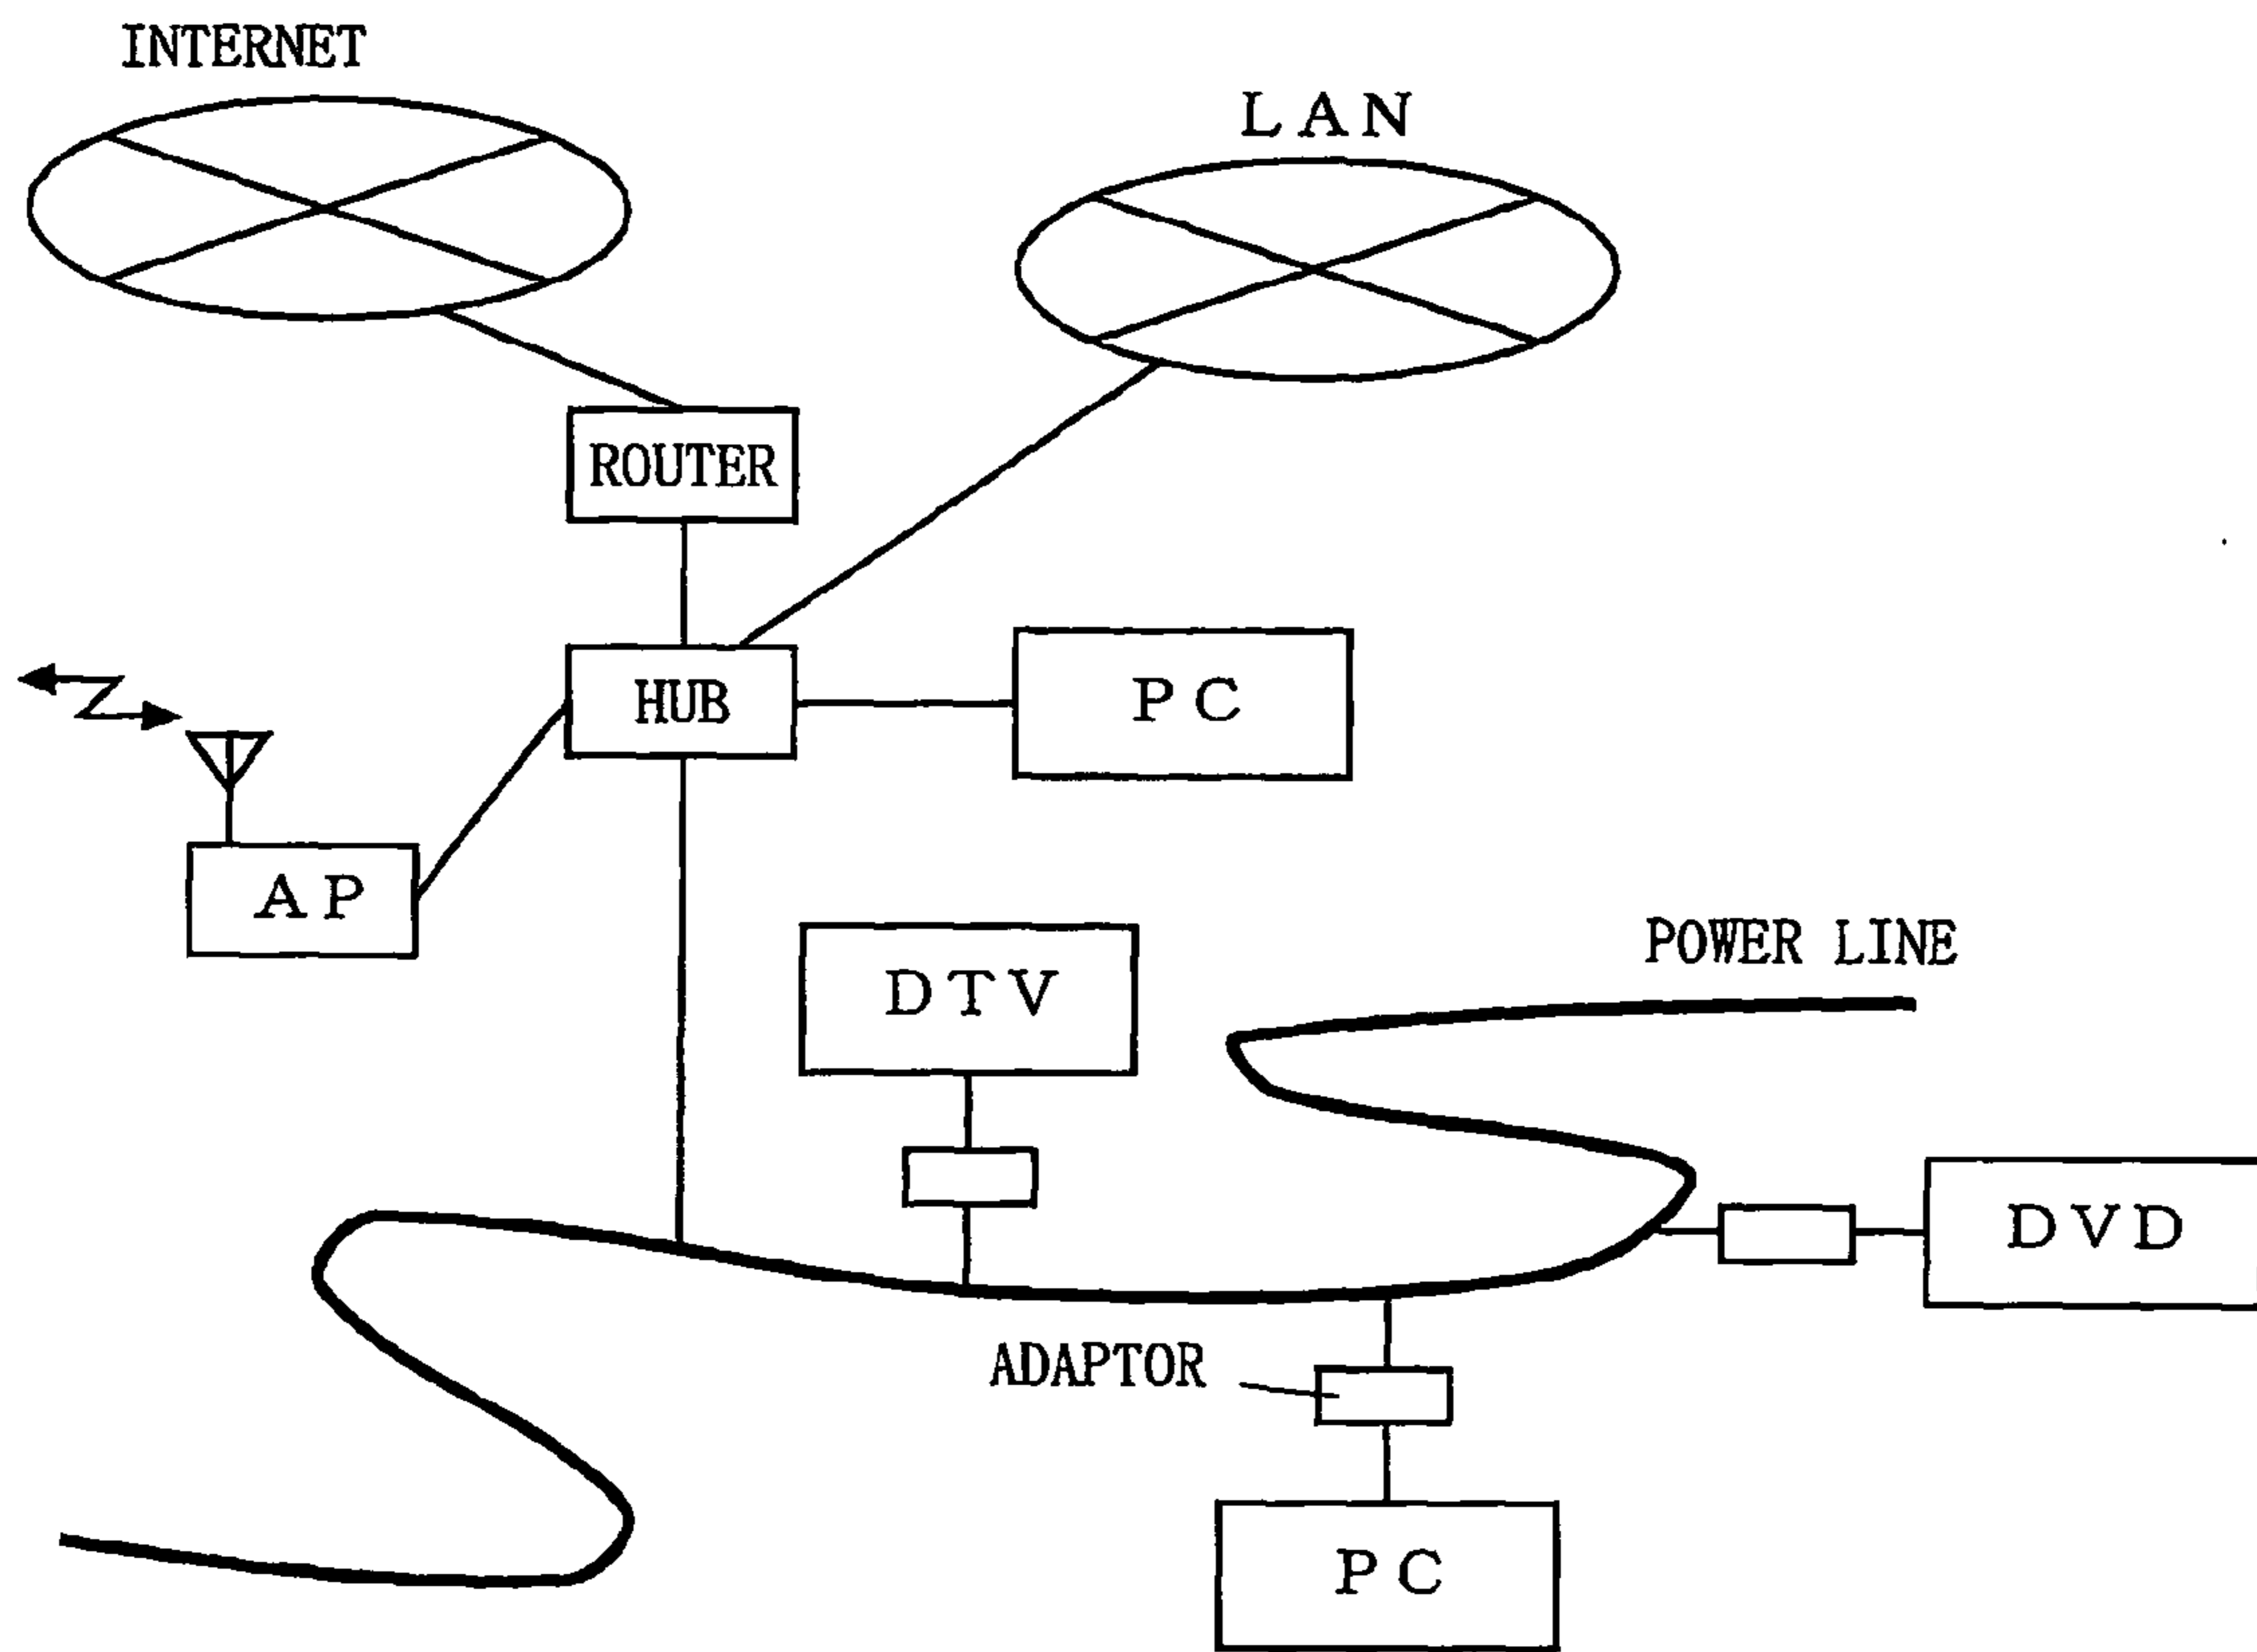 INTERNET
LAN
ROUTER
HUB
PC
AP
DTV
POWER LINE
DVD
ADAPTOR
PC